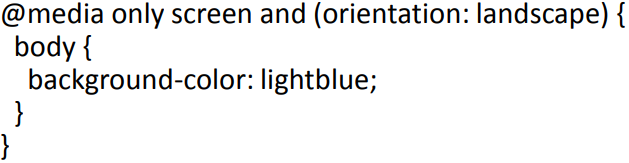 @media only screen and (orientation: landscape) {
  body {
    background-color: lightblue;
  }
}